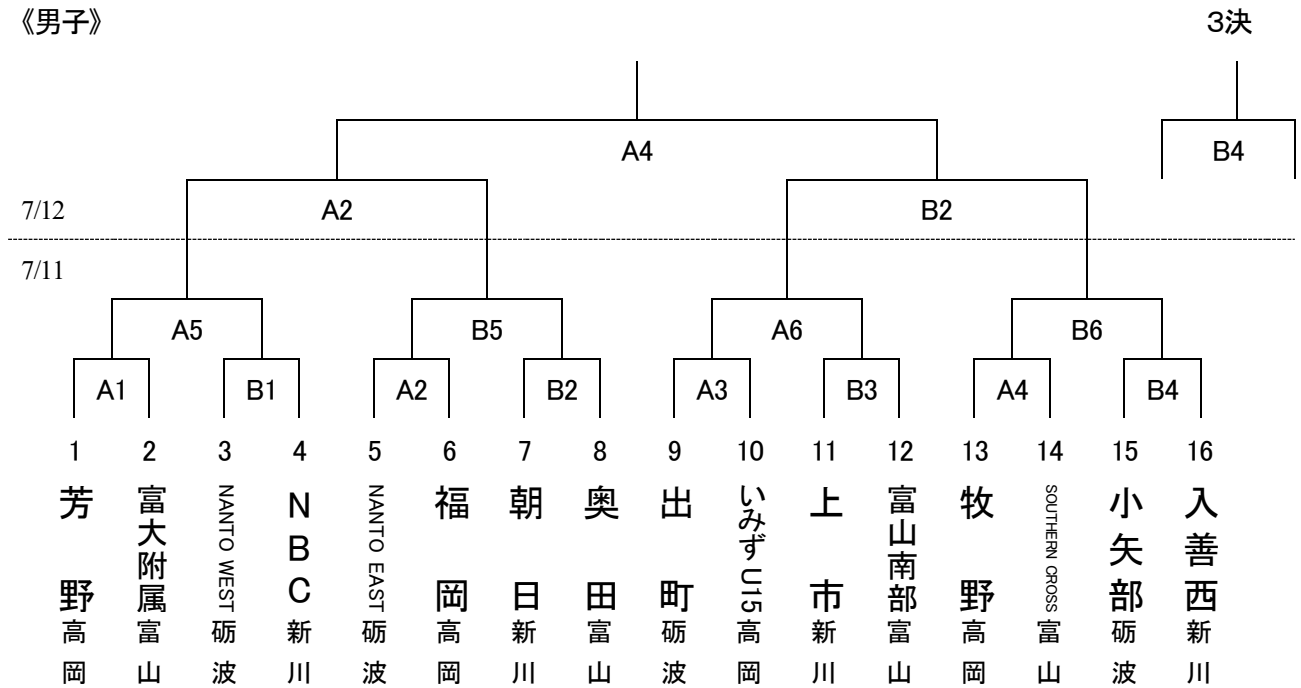 《男子》
3決
A4
B4
7/12
A2
B2
7/11
A5
B5
A6
B6
A1
B1
A2
B2
A3
B3
A4
B4
1 2 3 4 5 6 7 8 9 10 11 12 13 14 15 16
芳野
高岡
富大附属
富山
NANTO WEST
砺波
NBC
新川
NANTO EAST
砺波
福岡
高岡
朝日
新川
奥田
富山
出町
砺波
いみずU15
高岡
上市
新川
富山南部
富山
牧野
高岡
SOUTHERN CROSS
富山
小矢部
砺波
入善西
新川